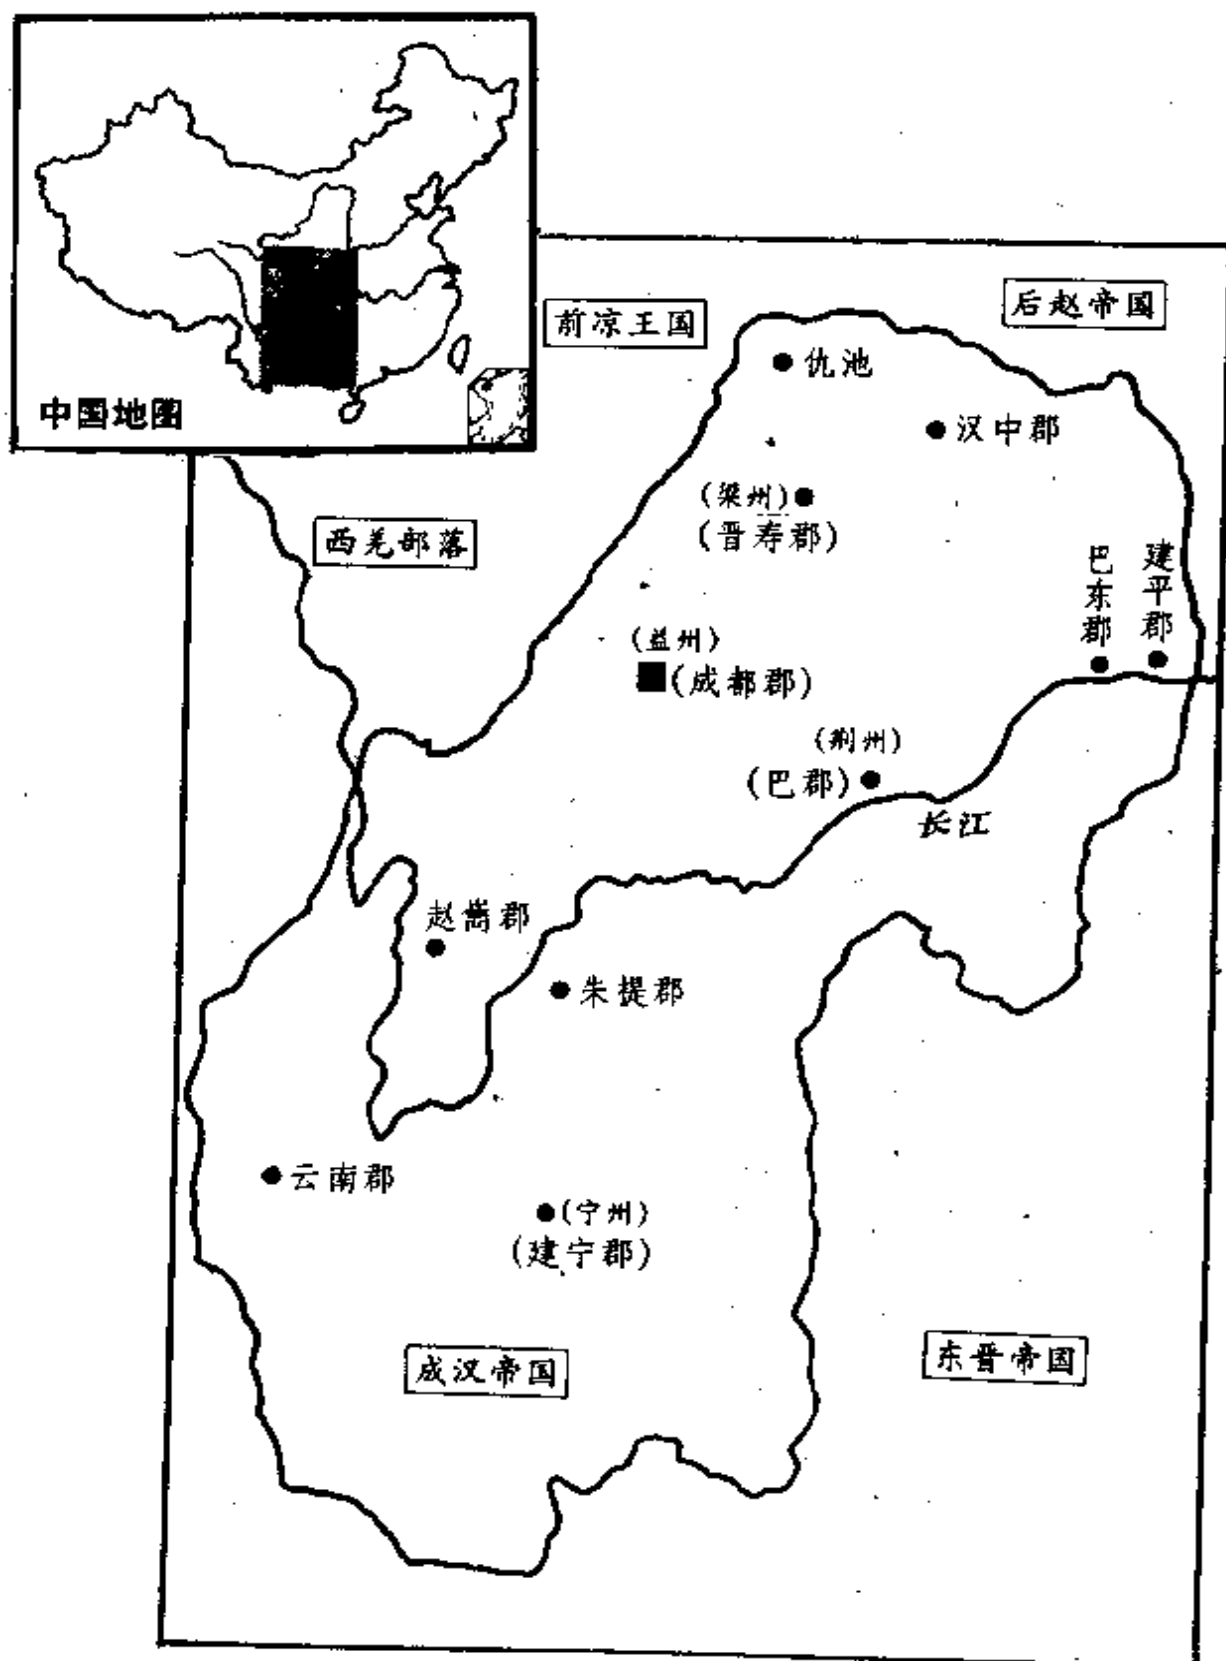 中国地图
前凉王国
后赵帝国
仇池
汉中郡
(梁州)
(晋寿郡)
西羌部落
巴东郡
建平郡
(益州)
(成都郡)
(荆州)
(巴郡)
长江
赵嶲郡
朱提郡
云南郡
(宁州)
(建宁郡)
成汉帝国
东晋帝国